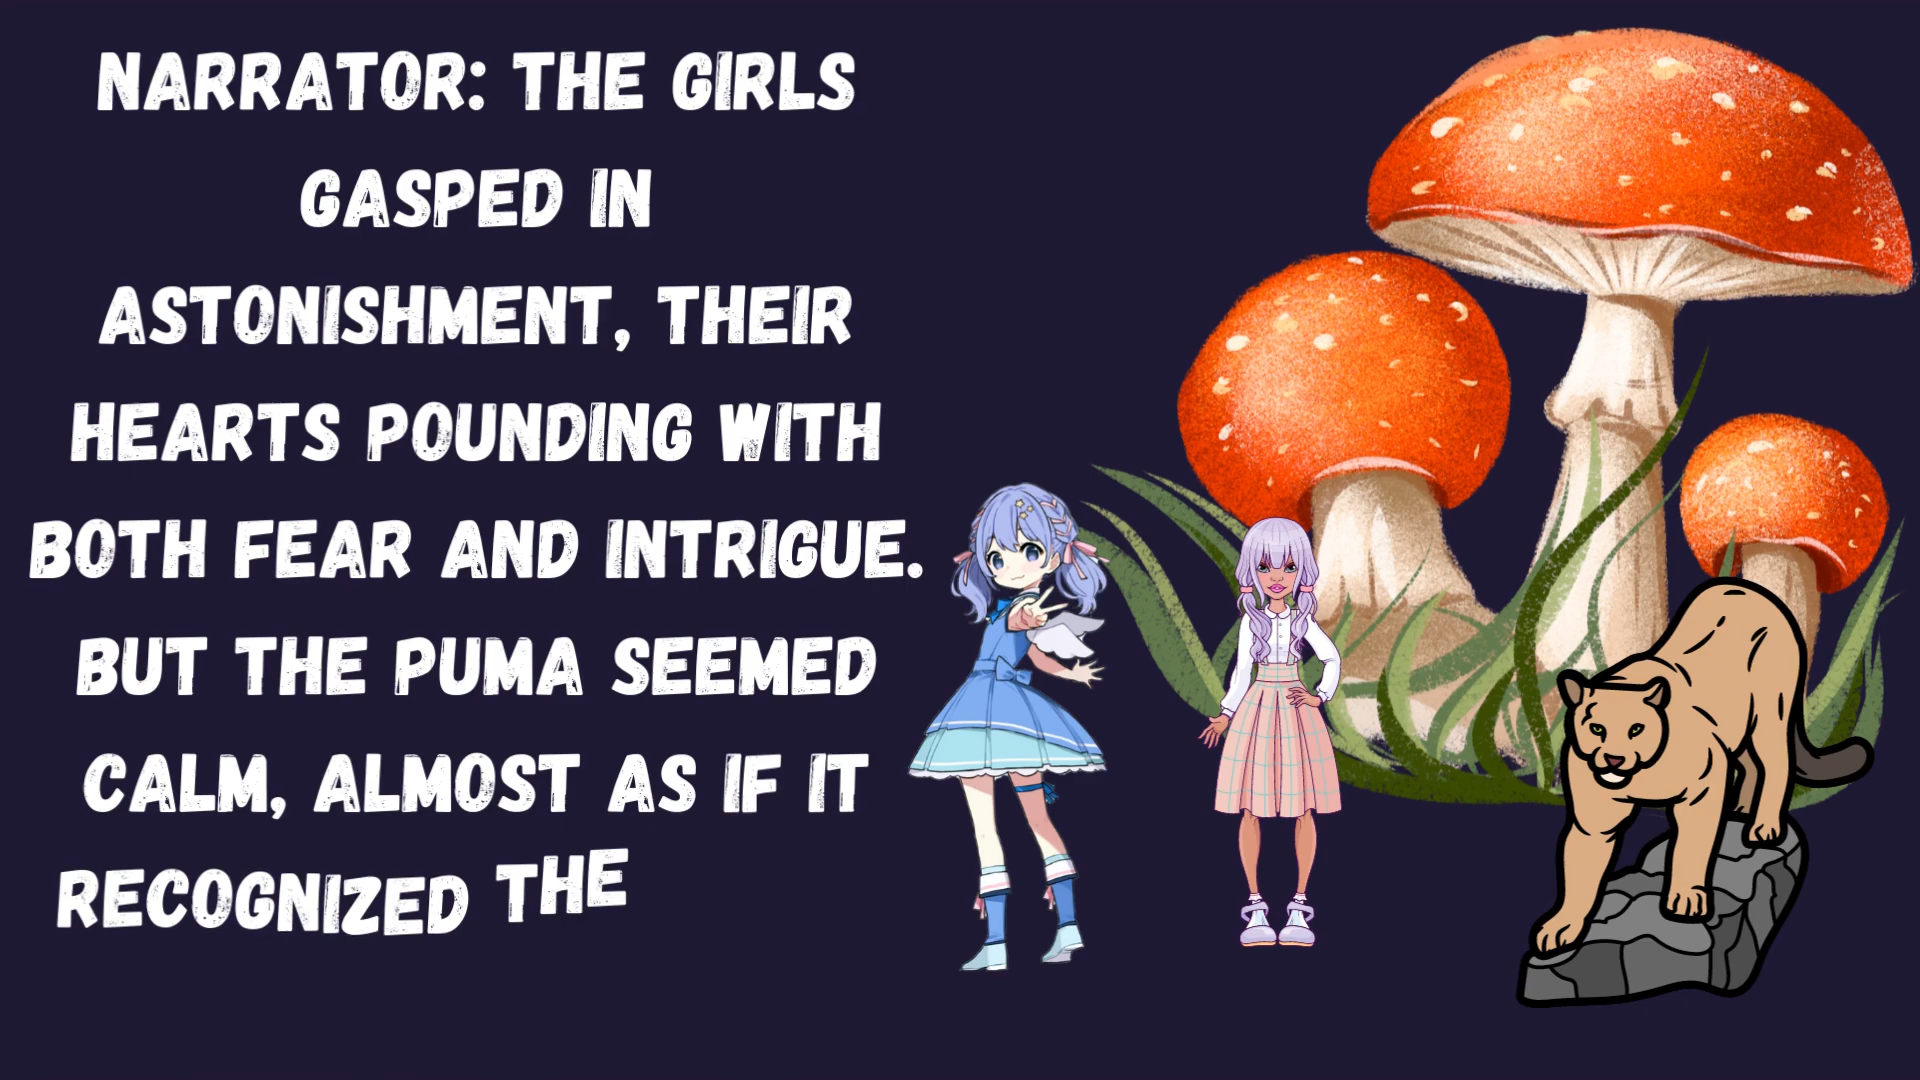 NARRATOR: THE GIRLS
GASPED IN
ASTONISHMENT, THEIR
HEARTS POUNDING WITH
BOTH FEAR AND INTRIGUE.
BUT THE PUMA SEEMED
CALM, ALMOST AS IF IT
RECOGNIZED THE